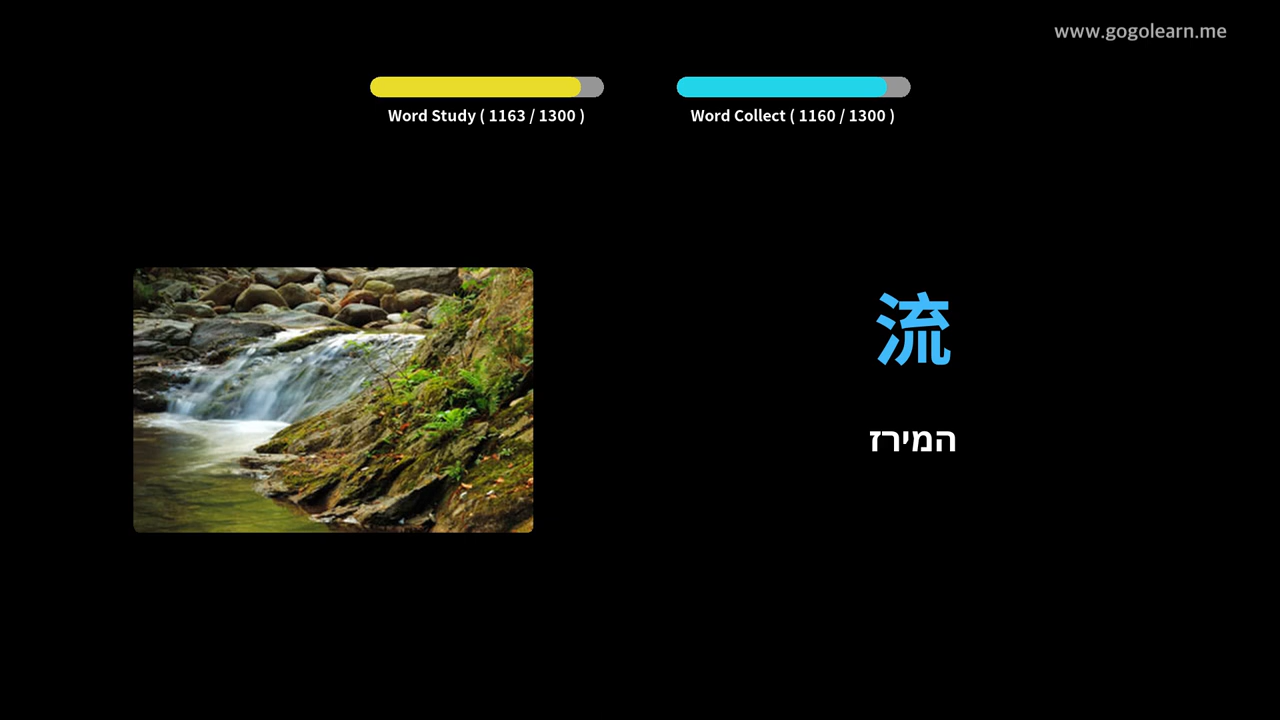 www.gogolearn.me
Word Study ( 1163 / 1300 )
Word Collect ( 1160 / 1300 )
流
המירז